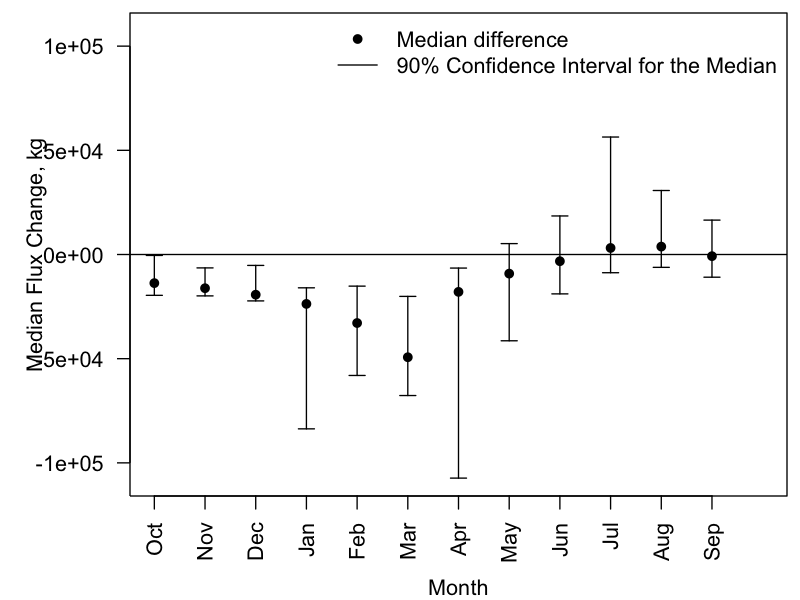 Median difference
90% Confidence Interval for the Median
Median Flux Change, kg
1e+05
5e+04
0e+00
-5e+04
-1e+05
Oct
Nov
Dec
Jan
Feb
Mar
Apr
May
Jun
Jul
Aug
Sep
Month